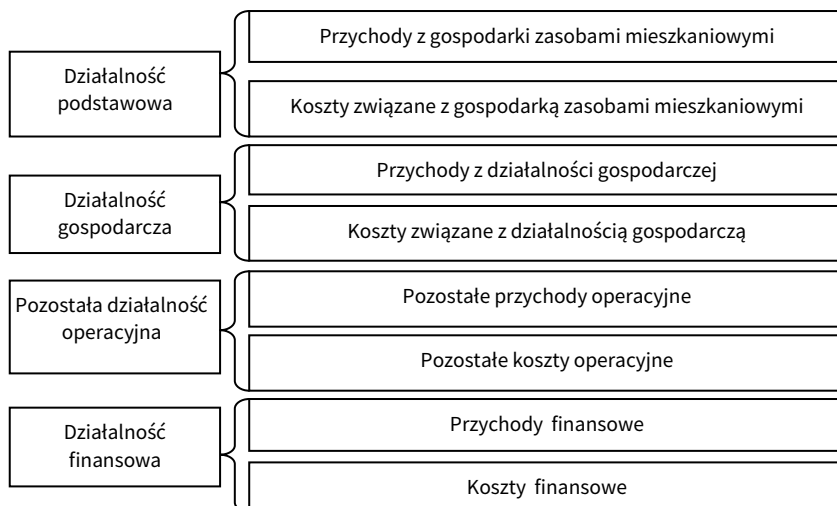 Działalność
podstawowa
Przychody z gospodarki zasobami mieszkaniowymi
Koszty związane z gospodarką zasobami mieszkaniowymi
Działalność
gospodarcza
Przychody z działalności gospodarczej
Koszty związane z działalnością gospodarczą
Pozostała działalność
operacyjna
Pozostałe przychody operacyjne
Pozostałe koszty operacyjne
Działalność
finansowa
Przychody finansowe
Koszty finansowe